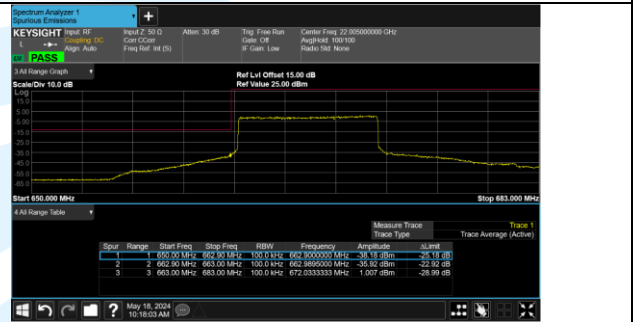 Spectrum Analyzer 1
Spurious Emissions
KEYSIGHT Input: RF Input Z: 50 Ω Atten: 30 dB Trig: Free Run Center Freq: 22.005000000 GHz
L Coupling: DC Corr CCorr Gate: Off Avg|Hold: 100/100
Align: Auto Freq Ref: Int (S) IF Gain: Low Radio Std: None
PASS
3 All Range Graph
Ref Lvl Offset 15.00 dB
Scale/Div 10.0 dB Ref Value 25.00 dBm
Log
15.0
5.00
-5.00
-15.0
-25.0
-35.0
-45.0
-55.0
-65.0
Start 650.000 MHz Stop 683.000 MHz
4 All Range Table
Measure Trace Trace 1
Trace Type Trace Average (Active)
Spur Range Start Freq Stop Freq RBW Frequency Amplitude ΔLimit
1 1 650.00 MHz 662.90 MHz 100.0 kHz 662.9000000 MHz -38.18 dBm -25.18 dB
2 2 662.90 MHz 663.00 MHz 100.0 kHz 662.9895000 MHz -35.92 dBm -22.92 dB
3 3 663.00 MHz 683.00 MHz 100.0 kHz 672.0333333 MHz 1.007 dBm -28.99 dB
May 18, 2024
10:18:03 AM